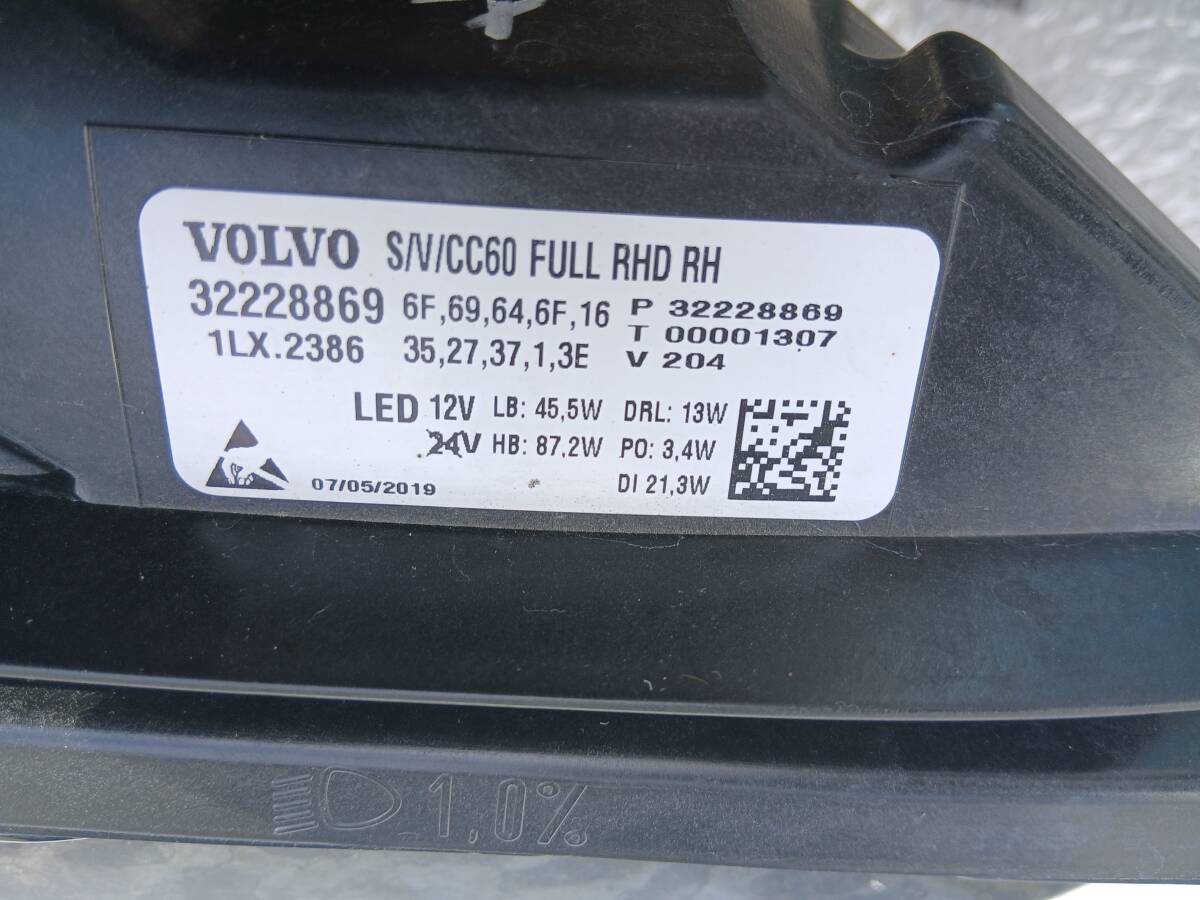 VOLVO S/V/CC60 FULL RHD RH
32228869 6F,69,64,6F,16 P 32228869
T 00001307
1LX.2386 35,27,37,1,3E V 204
LED 12V LB: 45,5W DRL: 13W
24V HB: 87,2W PO: 3,4W
07/05/2019 DI 21,3W
1,0%